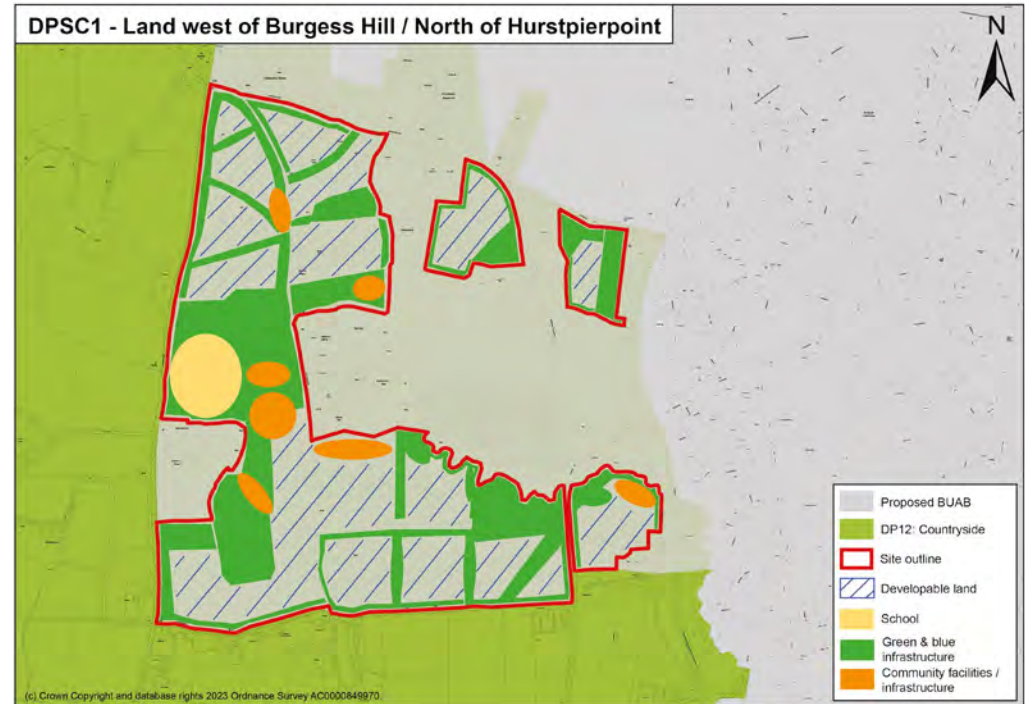 DPSC1 - Land west of Burgess Hill / North of Hurstpierpoint
N
Proposed BUAB
DP12: Countryside
Site outline
Developable land
School
Green & blue
infrastructure
Community facilities /
infrastructure
(c) Crown Copyright and database rights 2023 Ordnance Survey AC0000849970.